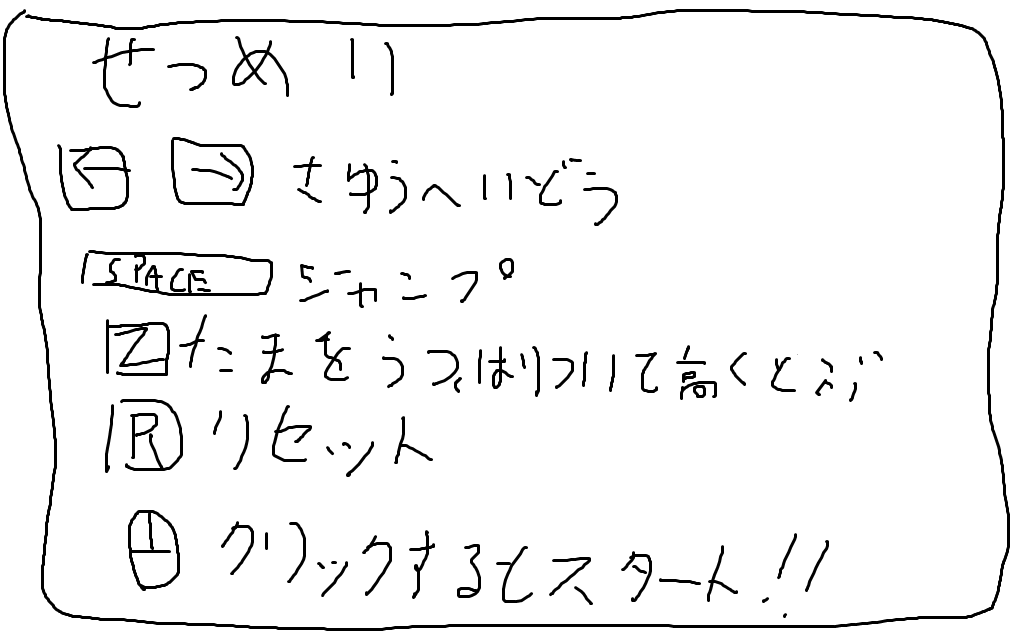 せつめい
← → さゆうへいどう
SPACE ジャンプ
Z たまをうつ、はりついて高くとぶ
R リセット
クリックするとスタート!!